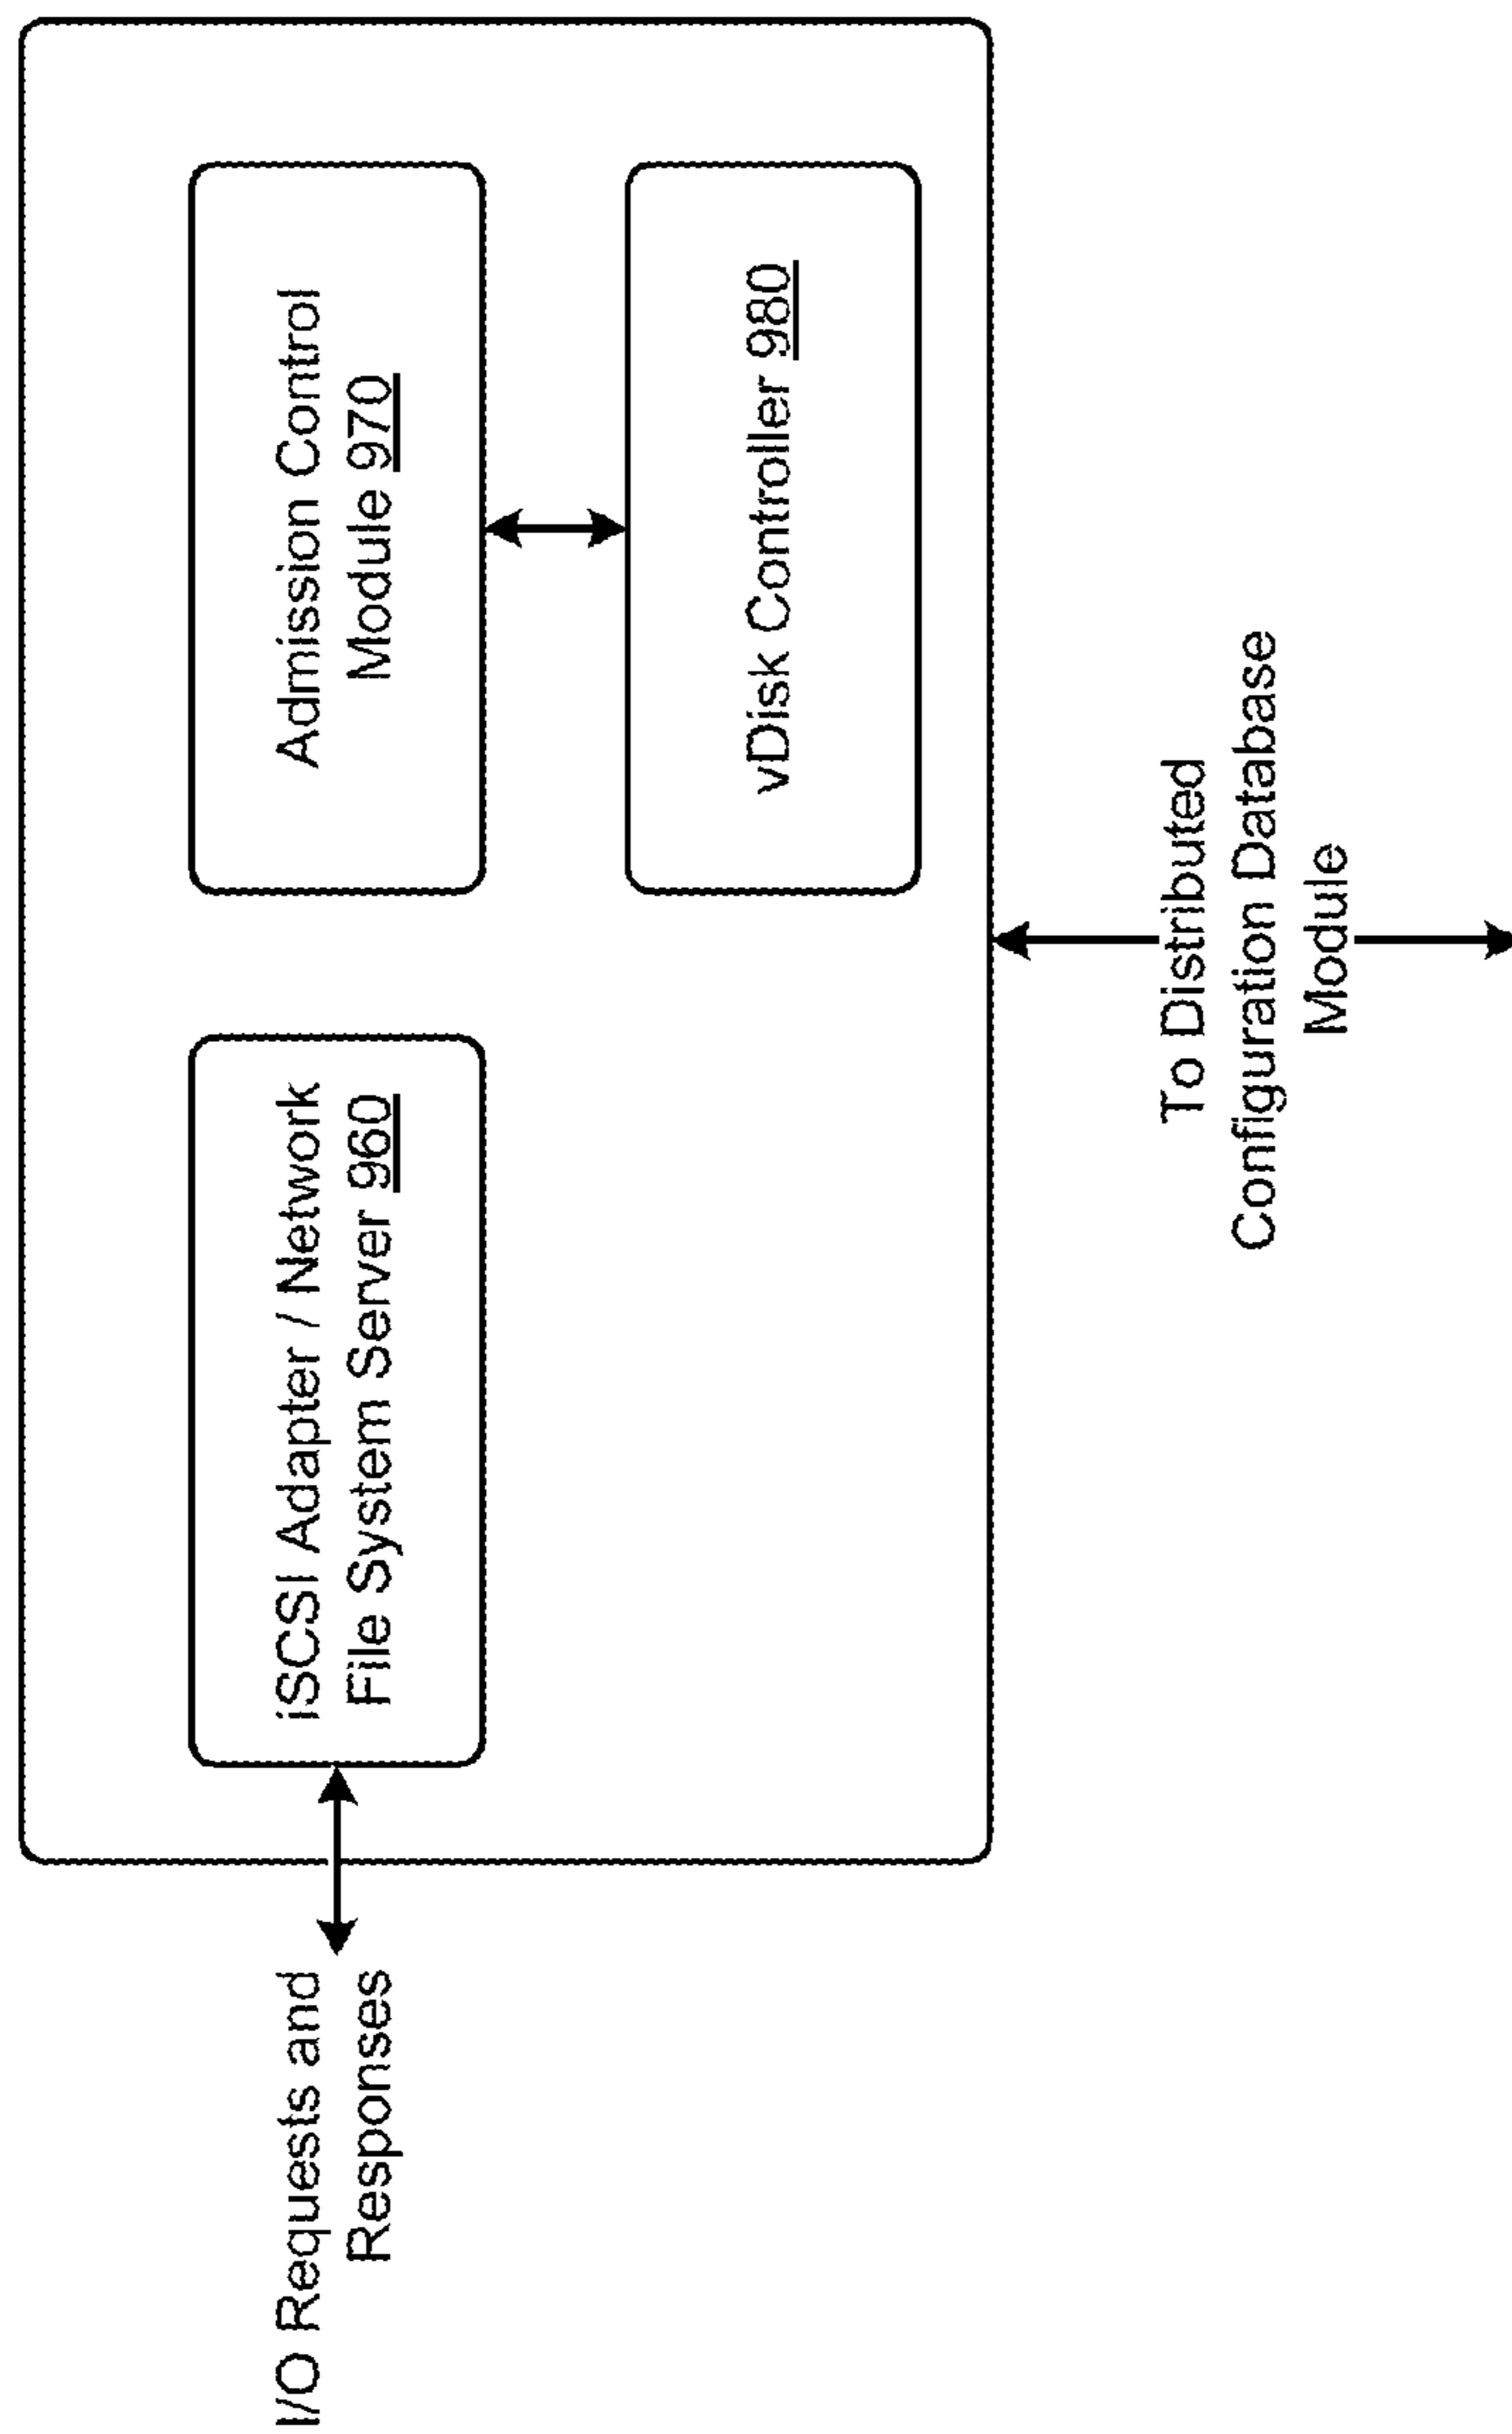 I/O Requests and
Responses
iSCSI Adapter / Network
File System Server 960
Admission Control
Module 970
vDisk Controller 980
To Distributed
Configuration Database
Module